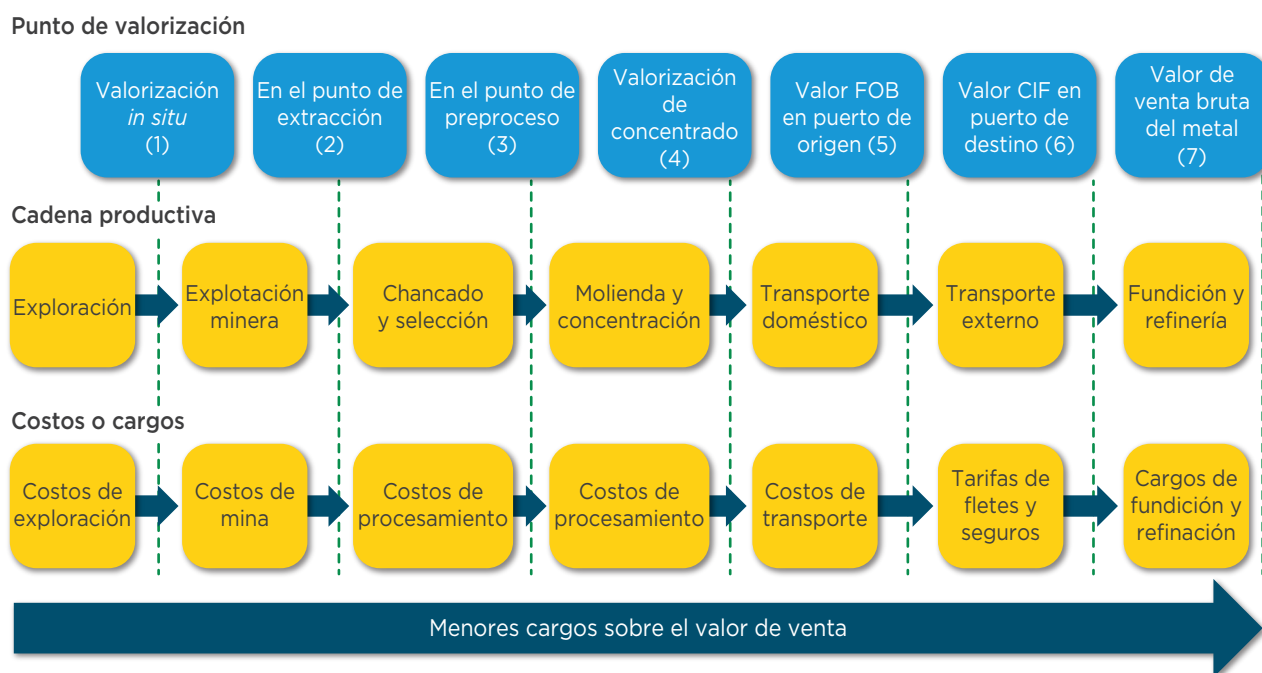 Punto de valorización
Valorización
in situ
(1)
En el punto de
extracción
(2)
En el punto de
preproceso
(3)
Valorización
de
concentrado
(4)
Valor FOB
en puerto de
origen (5)
Valor CIF en
puerto de
destino (6)
Valor de
venta bruta
del metal
(7)
Cadena productiva
Exploración
Explotación
minera
Chancado
y selección
Molienda y
concentración
Transporte
doméstico
Transporte
externo
Fundición y
refinería
Costos o cargos
Costos de
exploración
Costos de
mina
Costos de
procesamiento
Costos de
procesamiento
Costos de
transporte
Tarifas de
fletes y
seguros
Cargos de
fundición y
refinación
Menores cargos sobre el valor de venta